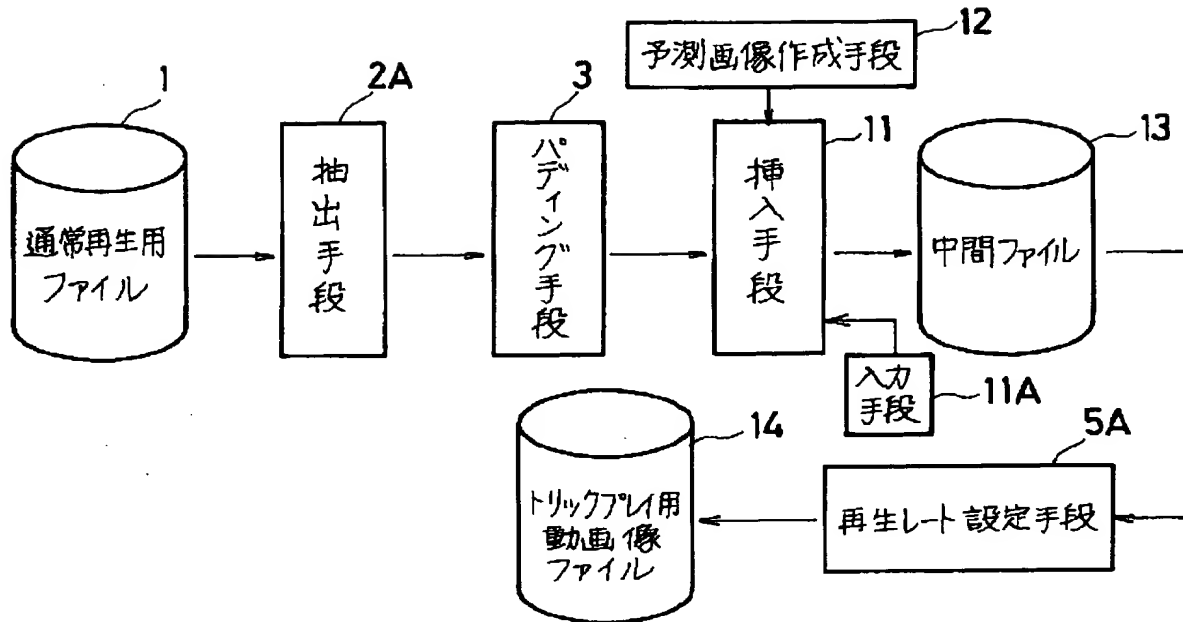 12
予測画像作成手段
1
2A
3
11
13
通常再生用
ファイル
抽出手段
パディング手段
挿入手段
中間ファイル
入力
手段
11A
14
5A
トリックプレイ用
動画像
ファイル
再生レート設定手段